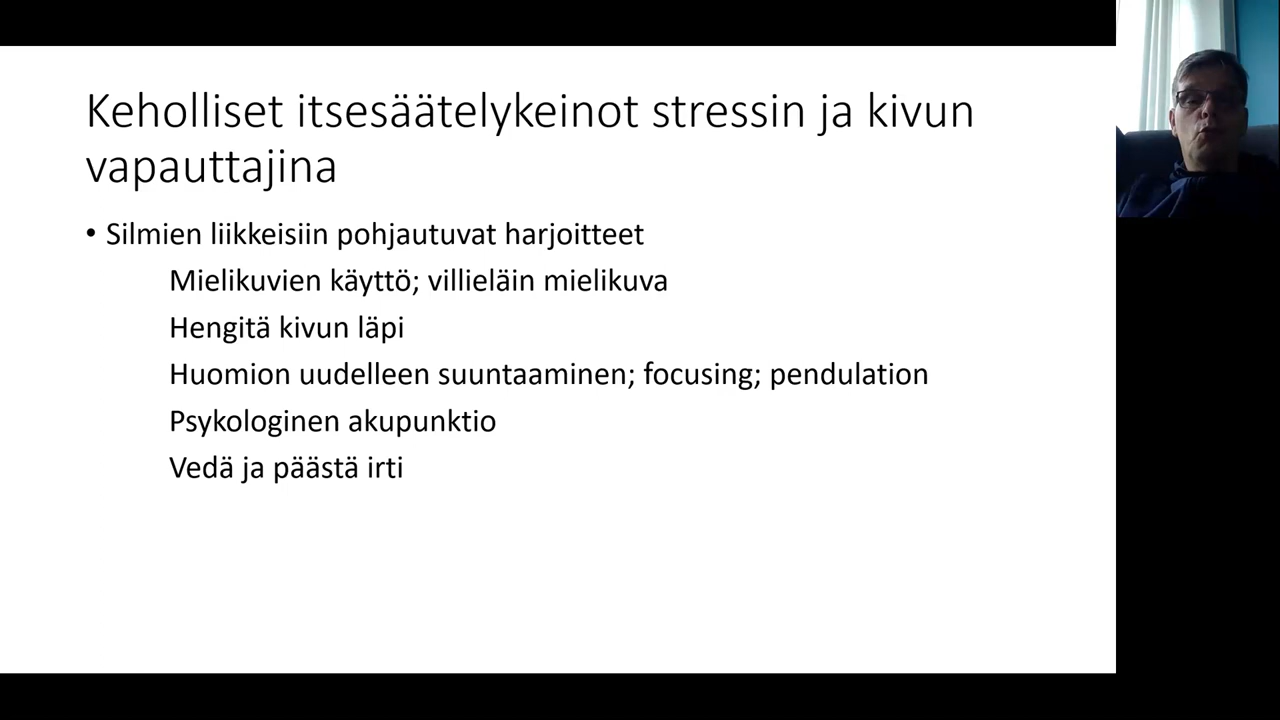 Keholliset itsesäätelykeinot stressin ja kivun
vapauttajina
• Silmien liikkeisiin pohjautuvat harjoitteet
Mielikuvien käyttö; villieläin mielikuva
Hengitä kivun läpi
Huomion uudelleen suuntaaminen; focusing; pendulation
Psykologinen akupunktio
Vedä ja päästä irti